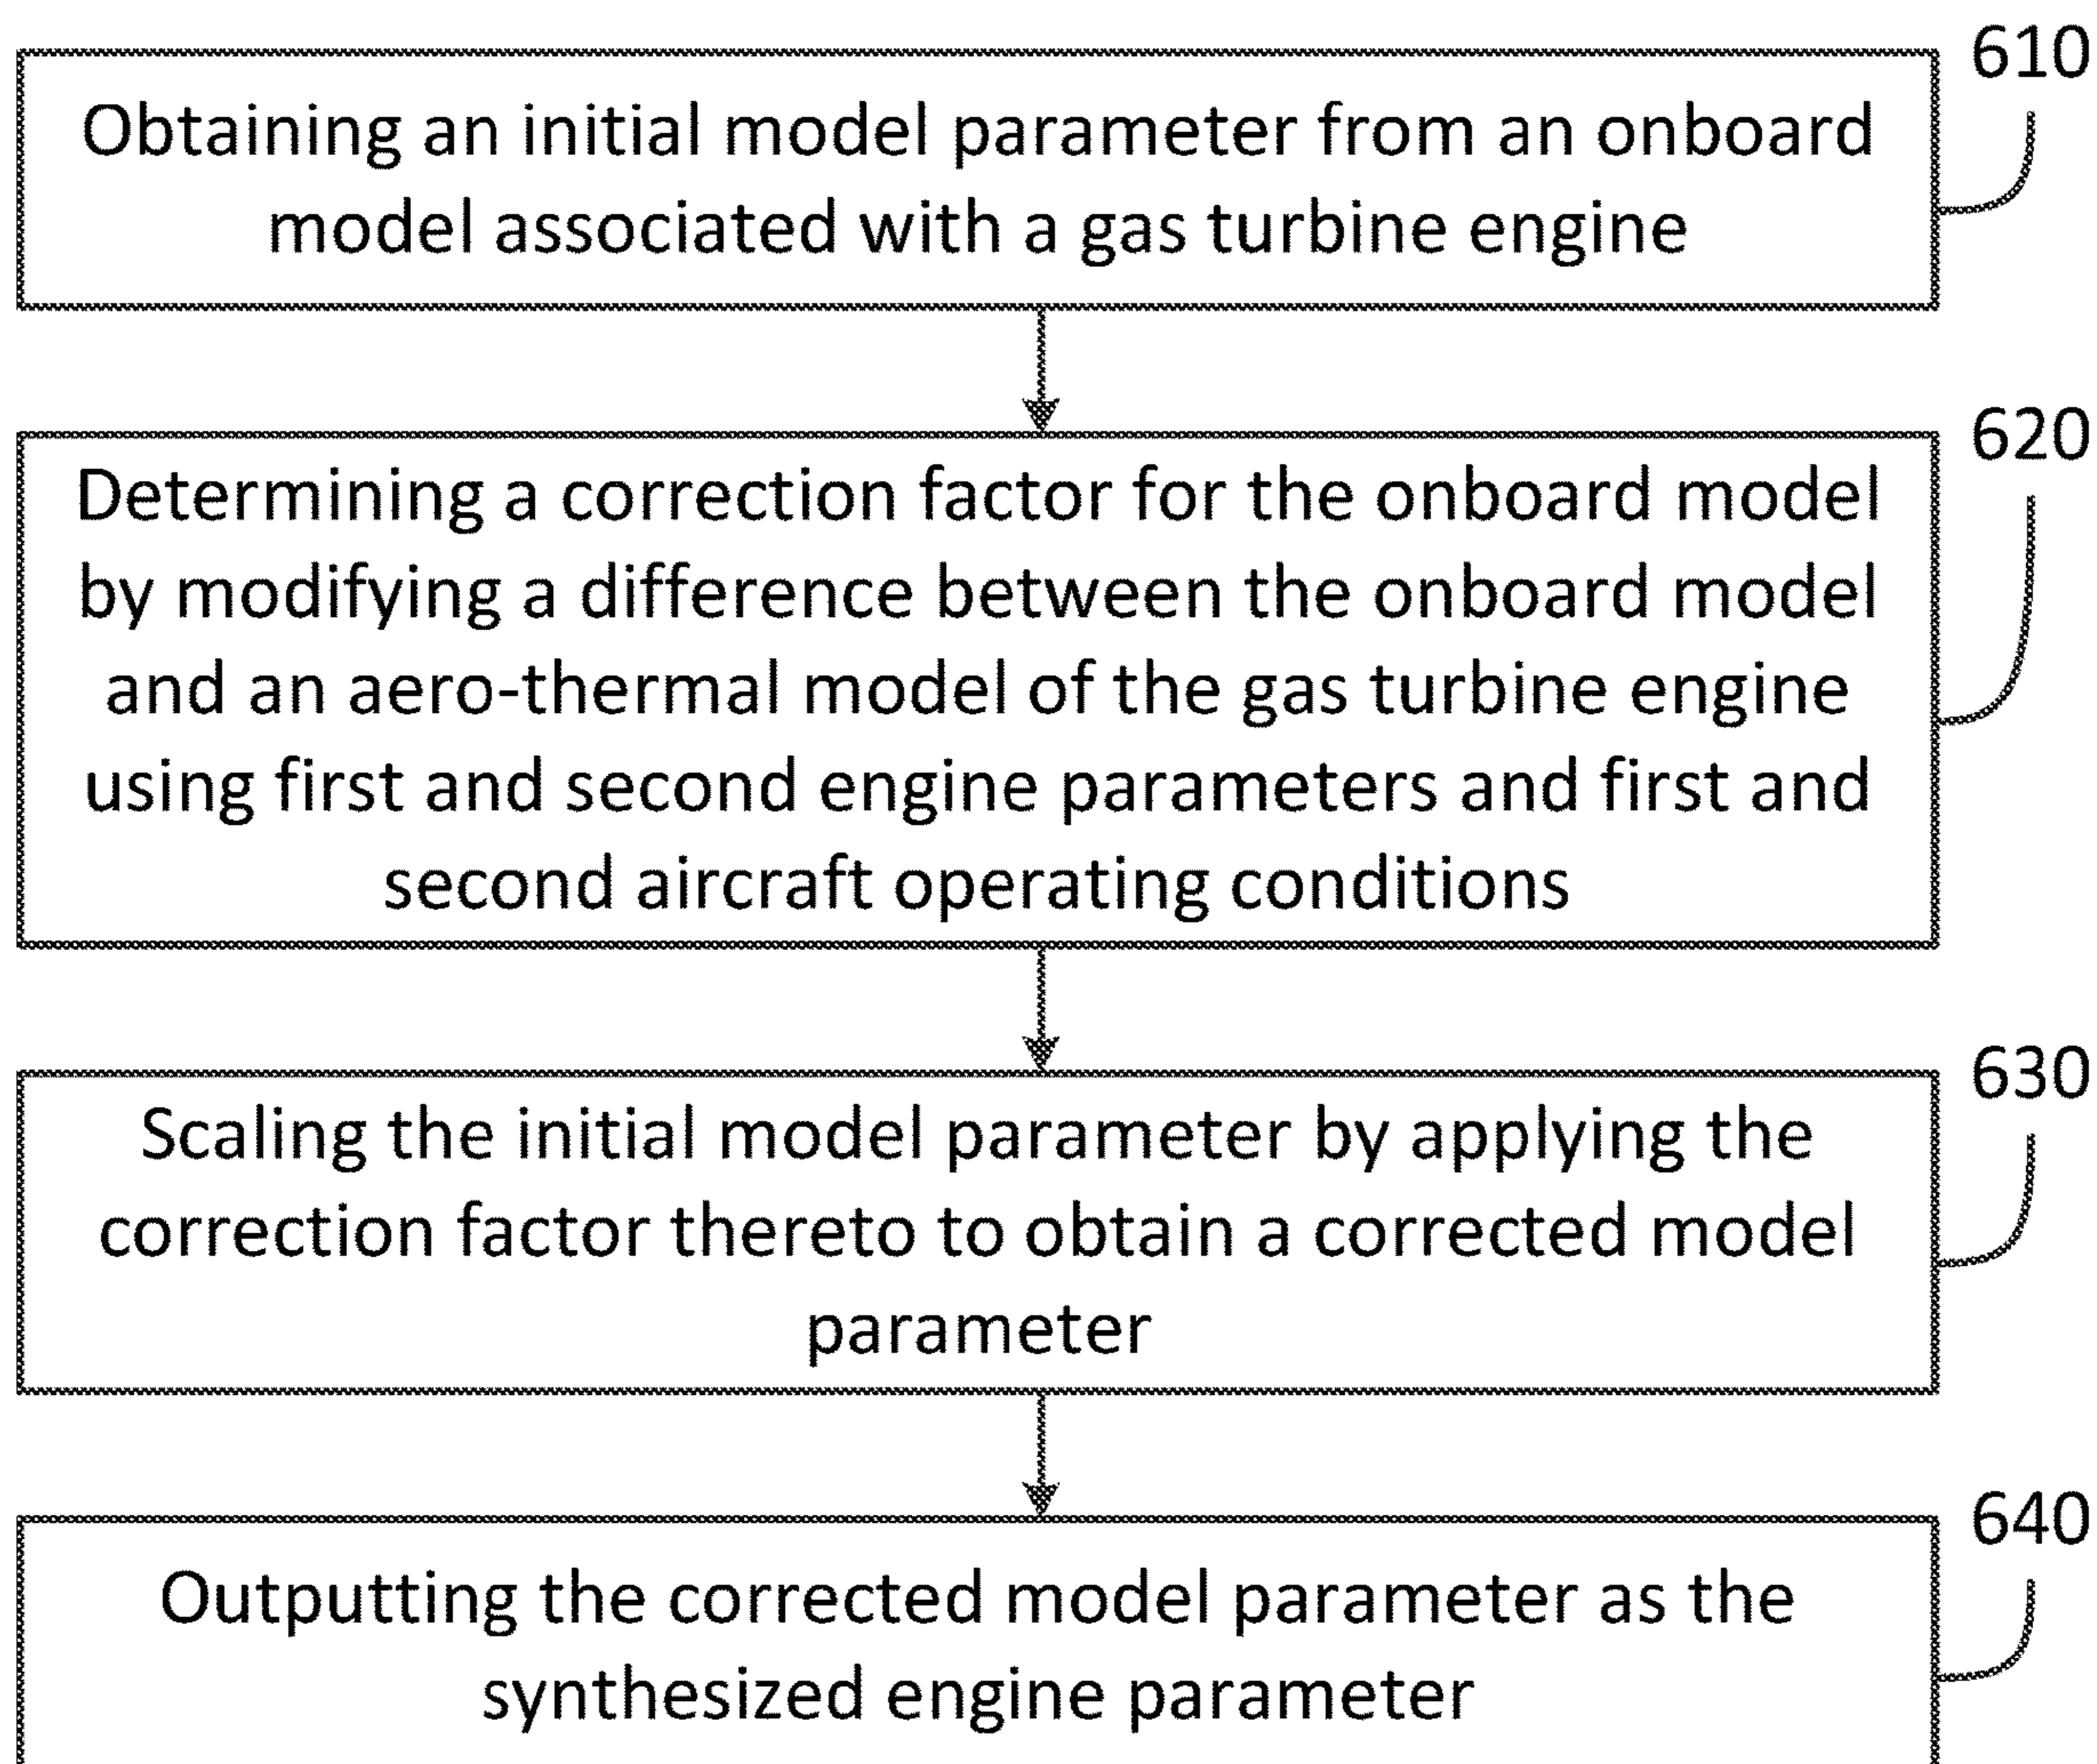 610
Obtaining an initial model parameter from an onboard
model associated with a gas turbine engine
620
Determining a correction factor for the onboard model
by modifying a difference between the onboard model
and an aero-thermal model of the gas turbine engine
using first and second engine parameters and first and
second aircraft operating conditions
630
Scaling the initial model parameter by applying the
correction factor thereto to obtain a corrected model
parameter
640
Outputting the corrected model parameter as the
synthesized engine parameter